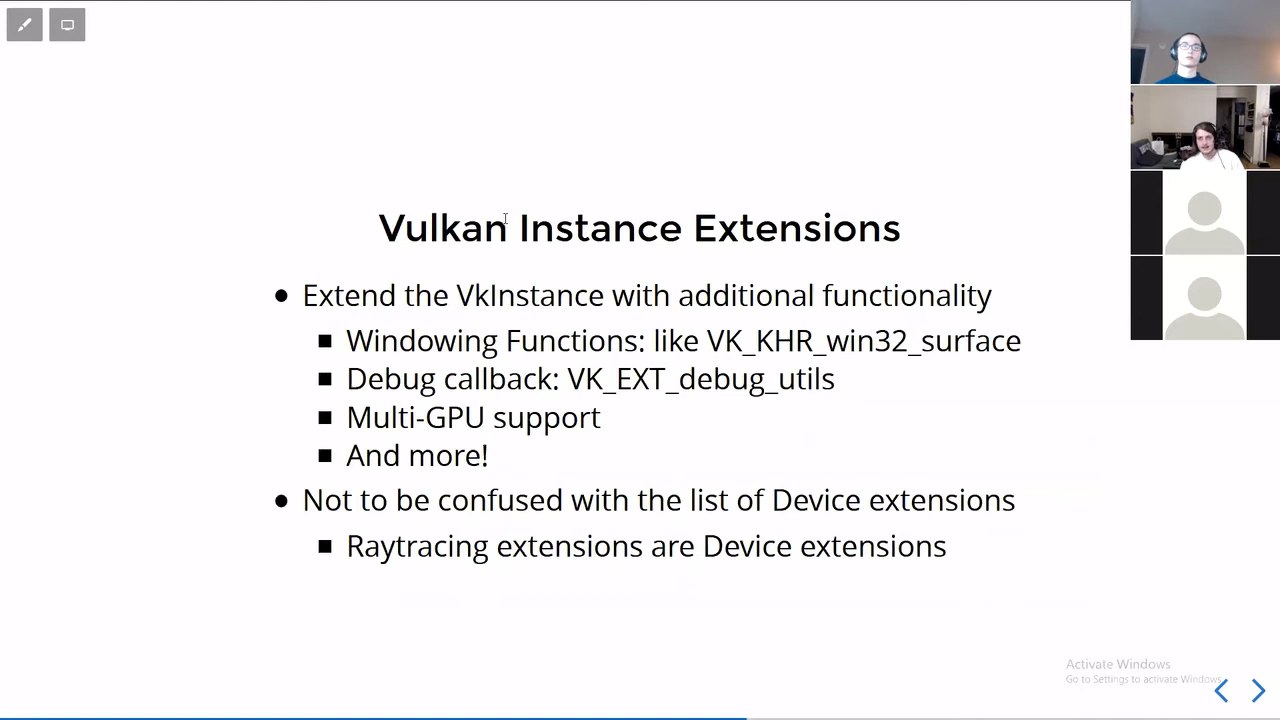 Vulkan Instance Extensions
Extend the VkInstance with additional functionality
Windowing Functions: like VK_KHR_win32_surface
Debug callback: VK_EXT_debug_utils
Multi-GPU support
And more!
Not to be confused with the list of Device extensions
Raytracing extensions are Device extensions
Activate Windows
Go to Settings to activate Windows.